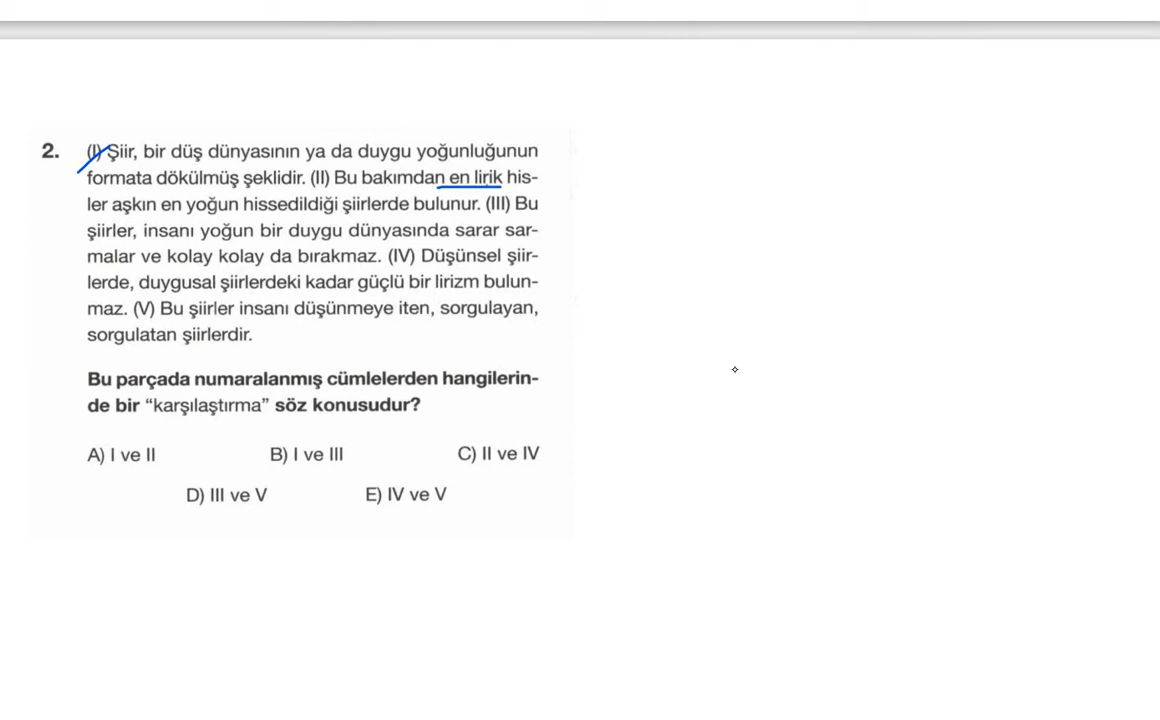 2. (I) Şiir, bir düş dünyasının ya da duygu yoğunluğunun
formata dökülmüş şeklidir. (II) Bu bakımdan en lirik his-
ler aşkın en yoğun hissedildiği şiirlerde bulunur. (III) Bu
şiirler, insanı yoğun bir duygu dünyasında sarar sar-
malar ve kolay kolay da bırakmaz. (IV) Düşünsel şiir-
lerde, duygusal şiirlerdeki kadar güçlü bir lirizm bulun-
maz. (V) Bu şiirler insanı düşünmeye iten, sorgulayan,
sorgulatan şiirlerdir.
Bu parçada numaralanmış cümlelerden hangilerin-
de bir “karşılaştırma” söz konusudur?
A) I ve II B) I ve III C) II ve IV
D) III ve V E) IV ve V